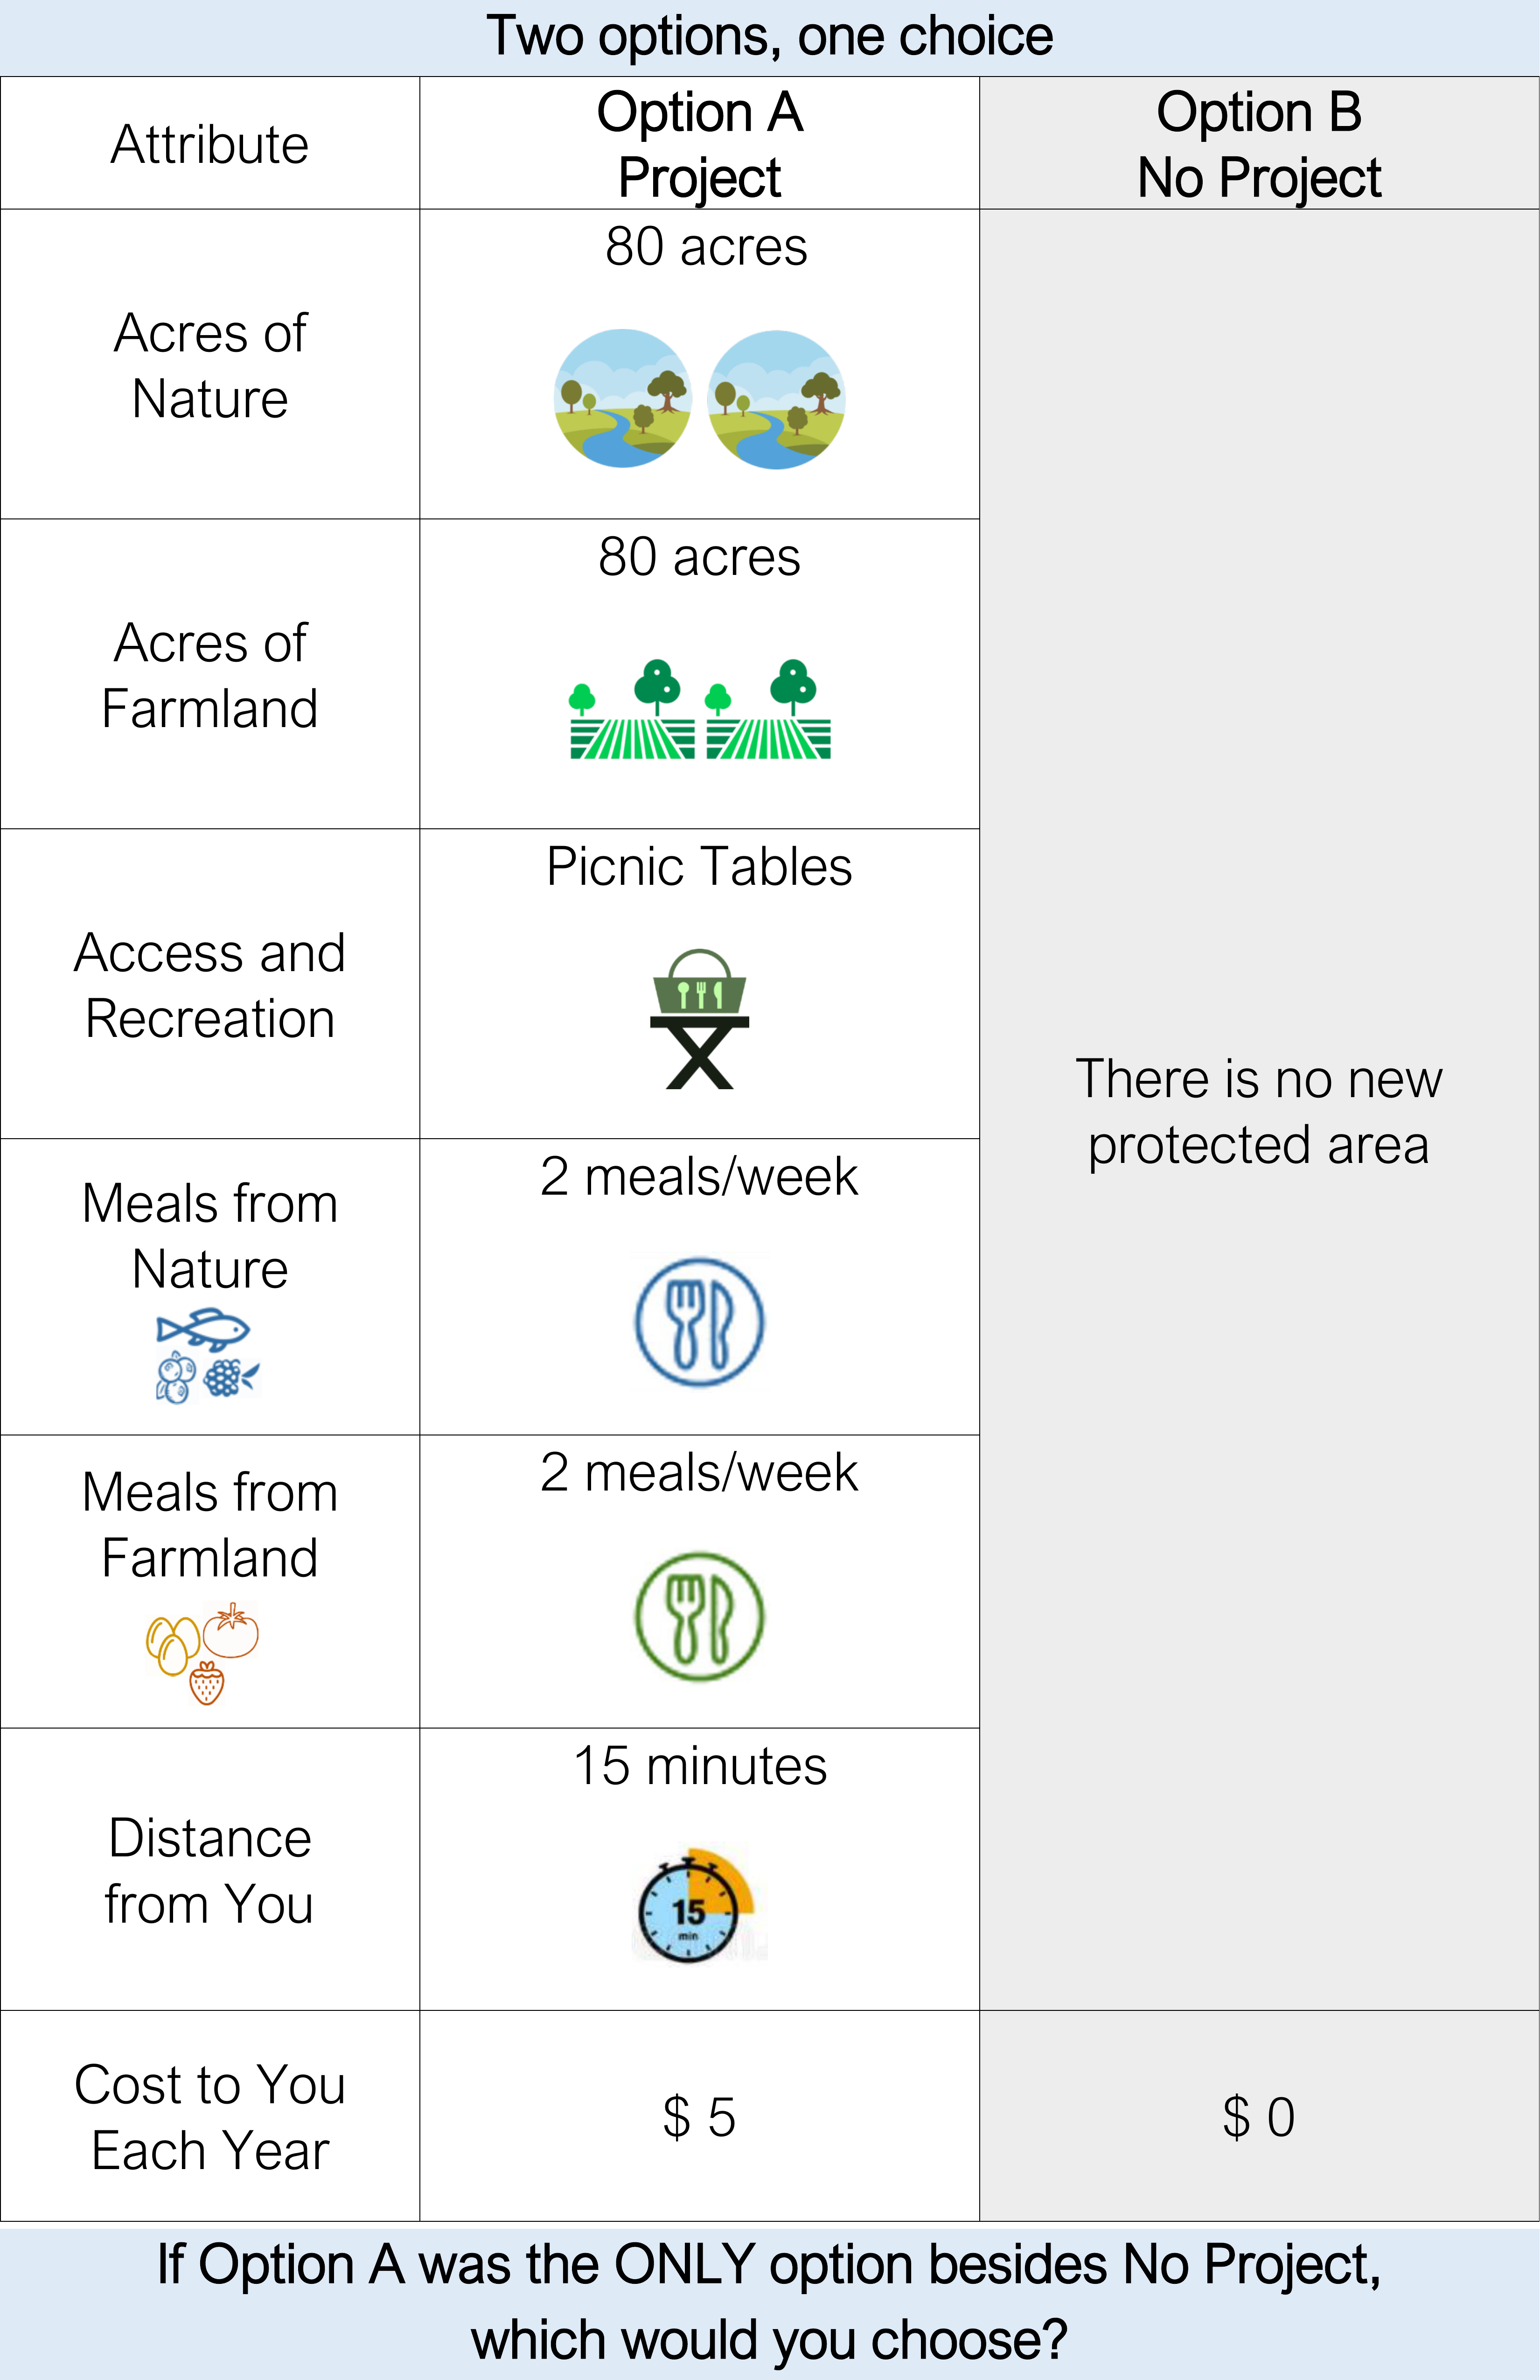 Two options, one choice
Attribute
Option A
Project
Option B
No Project
Acres of
Nature
80 acres
Acres of
Farmland
80 acres
Access and
Recreation
Picnic Tables
There is no new
protected area
Meals from
Nature
2 meals/week
Meals from
Farmland
2 meals/week
Distance
from You
15 minutes
15
min
Cost to You
Each Year
$ 5
$ 0
If Option A was the ONLY option besides No Project,
which would you choose?